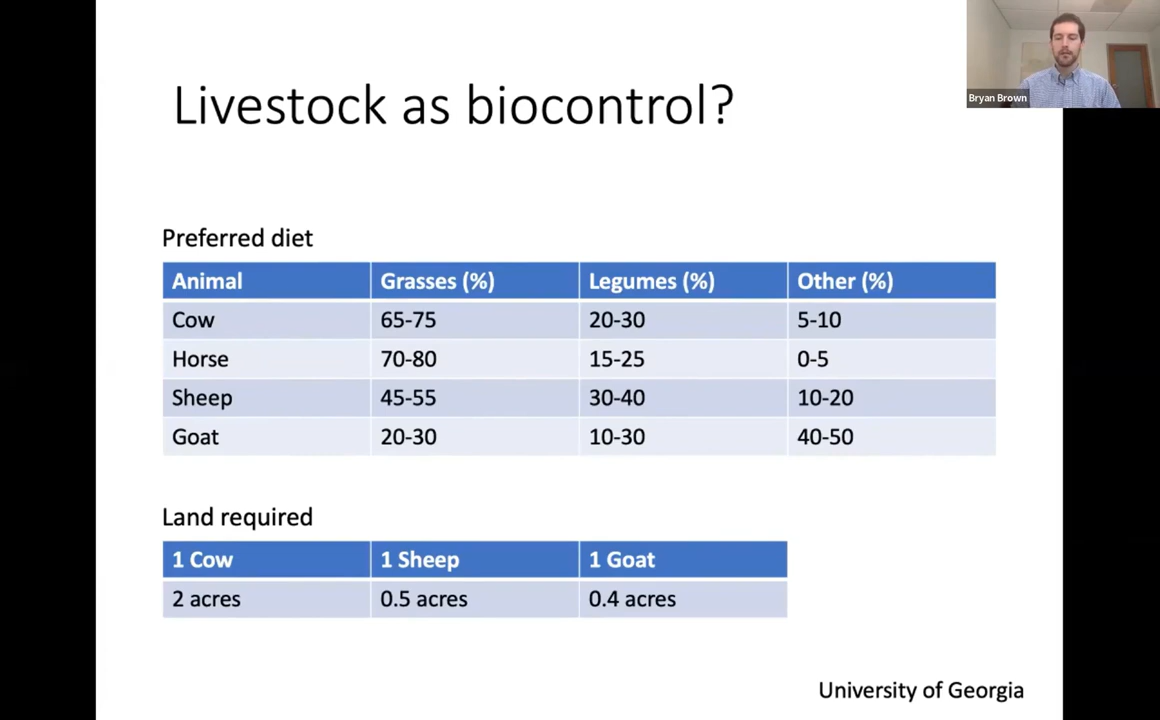 Livestock as biocontrol?
Bryan Brown
Preferred diet
Animal Grasses (%) Legumes (%) Other (%)
Cow 65-75 20-30 5-10
Horse 70-80 15-25 0-5
Sheep 45-55 30-40 10-20
Goat 20-30 10-30 40-50
Land required
1 Cow 1 Sheep 1 Goat
2 acres 0.5 acres 0.4 acres
University of Georgia